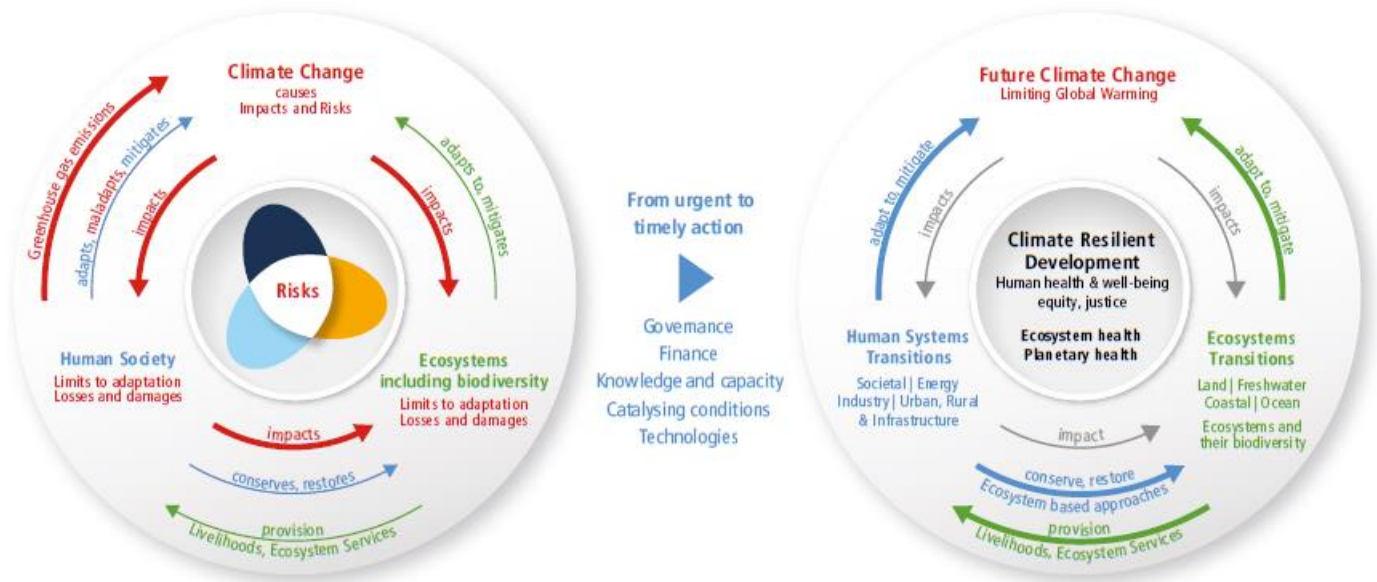 Climate Change
causes
Impacts and Risks
Greenhouse gas emissions
adapts, maladapts, mitigates
impacts
impacts
adapts to, mitigates
Risks
Human Society
Limits to adaptation
Losses and damages
Ecosystems
including biodiversity
Limits to adaptation
Losses and damages
impacts
conserves, restores
provision
Livelihoods, Ecosystem Services
From urgent to
timely action
Governance
Finance
Knowledge and capacity
Catalysing conditions
Technologies
Future Climate Change
Limiting Global Warming
adapt to, mitigate
impacts
impacts
adapt to, mitigate
Climate Resilient
Development
Human health & well-being
equity, justice
Ecosystem health
Planetary health
Human Systems
Transitions
Societal | Energy
Industry | Urban, Rural
& Infrastructure
Ecosystems
Transitions
Land | Freshwater
Coastal | Ocean
Ecosystems and
their biodiversity
impact
conserve, restore
Ecosystem based approaches
provision
Livelihoods, Ecosystem Services